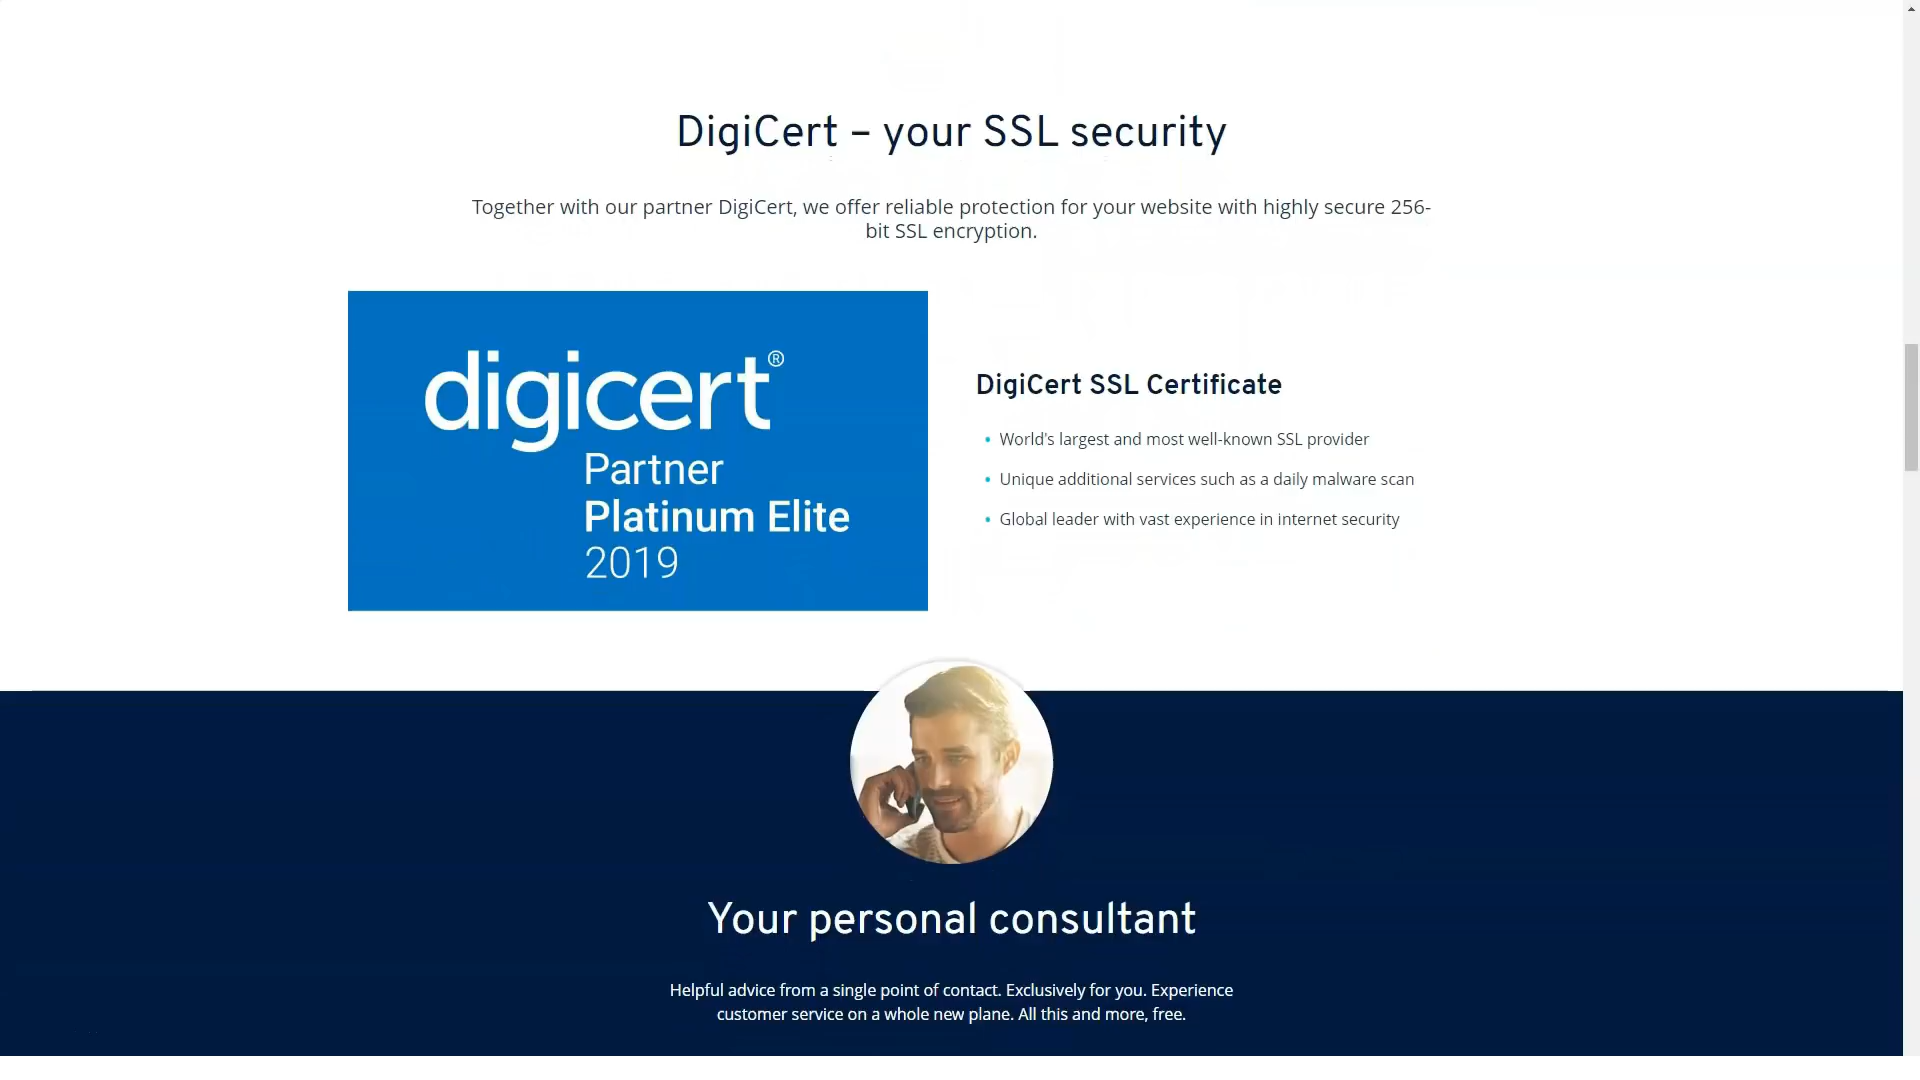 DigiCert – your SSL security
Together with our partner DigiCert, we offer reliable protection for your website with highly secure 256-
bit SSL encryption.
digicert®
Partner
Platinum Elite
2019
DigiCert SSL Certificate
• World's largest and most well-known SSL provider
• Unique additional services such as a daily malware scan
• Global leader with vast experience in internet security
Your personal consultant
Helpful advice from a single point of contact. Exclusively for you. Experience
customer service on a whole new plane. All this and more, free.